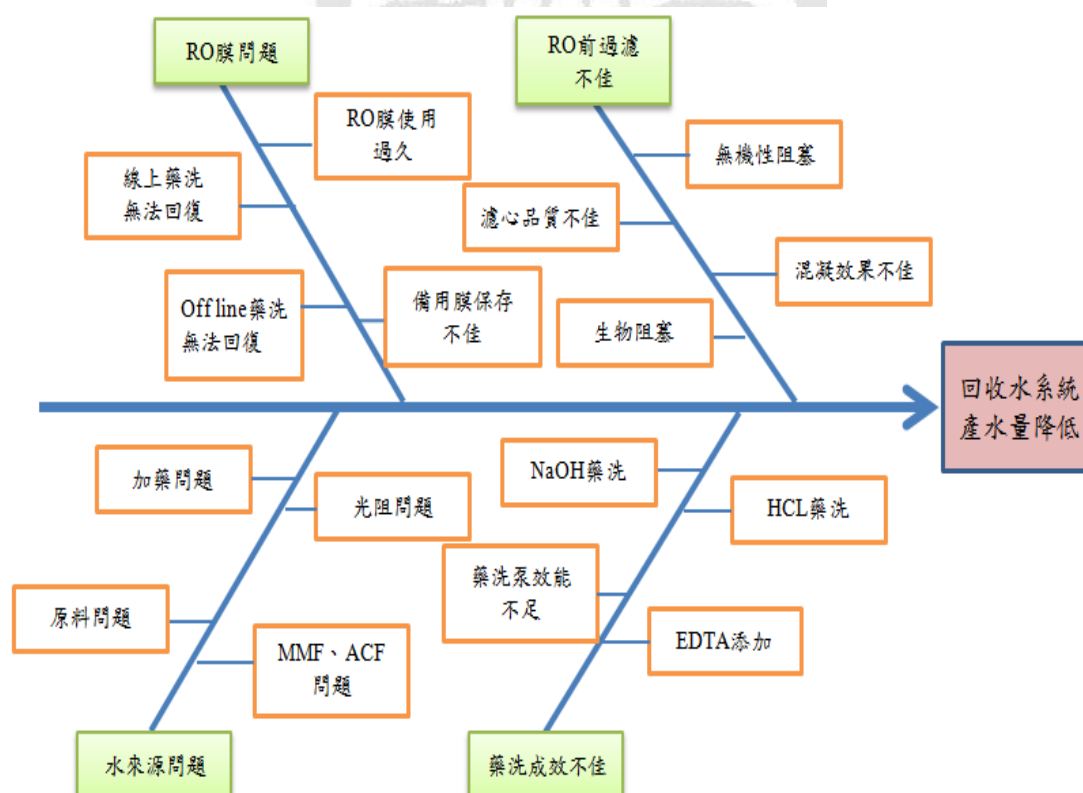 RO膜問題
RO膜使用
過久
線上藥洗
無法回復
Off line藥洗
無法回復
備用膜保存
不佳
RO前過濾
不佳
無機性阻塞
濾心品質不佳
混凝效果不佳
生物阻塞
回收水系統
產水量降低
加藥問題
光阻問題
原料問題
MMF、ACF
問題
水來源問題
NaOH藥洗
HCL藥洗
藥洗泵效能
不足
EDTA添加
藥洗成效不佳